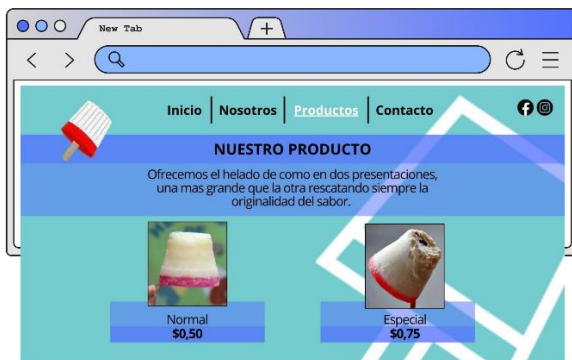 New Tab
Inicio Nosotros Productos Contacto
NUESTRO PRODUCTO
Ofrecemos el helado de como en dos presentaciones,
una mas grande que la otra rescatando siempre la
originalidad del sabor.
Normal
$0,50
Especial
$0,75